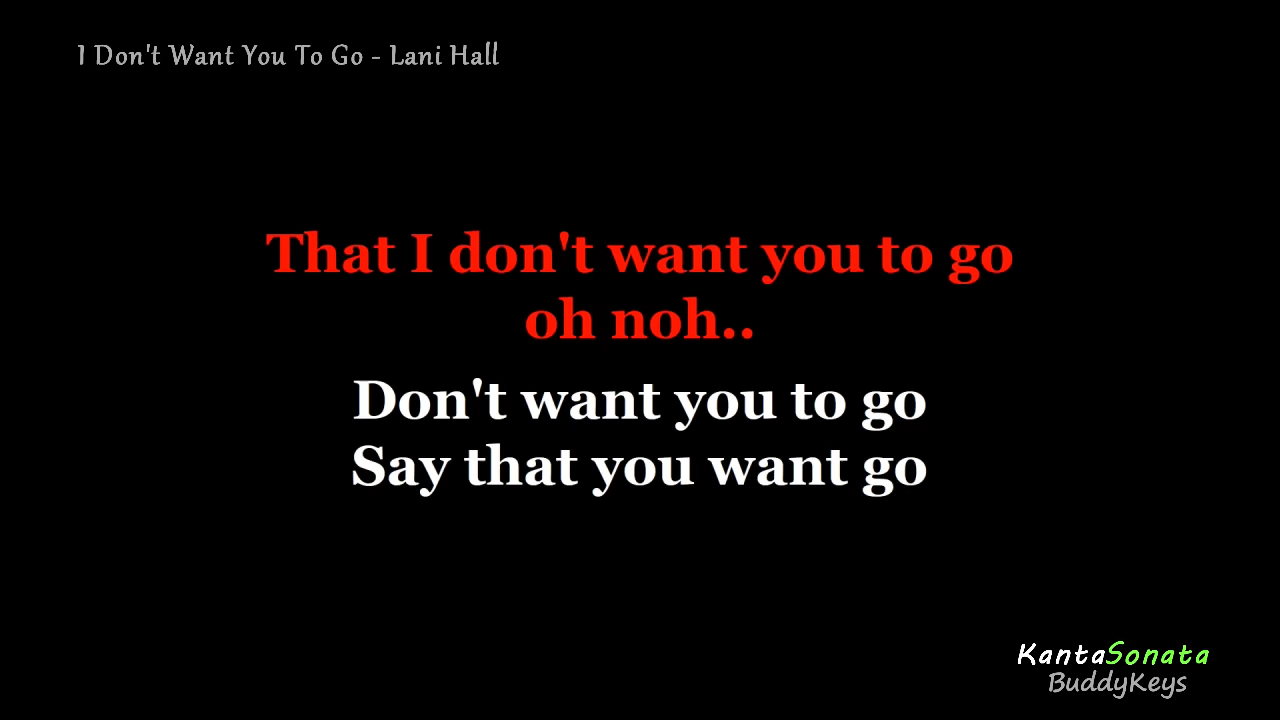 I Don't Want You To Go - Lani Hall
That I don't want you to go
oh noh..
Don't want you to go
Say that you want go
KantaSonata
BuddyKeys